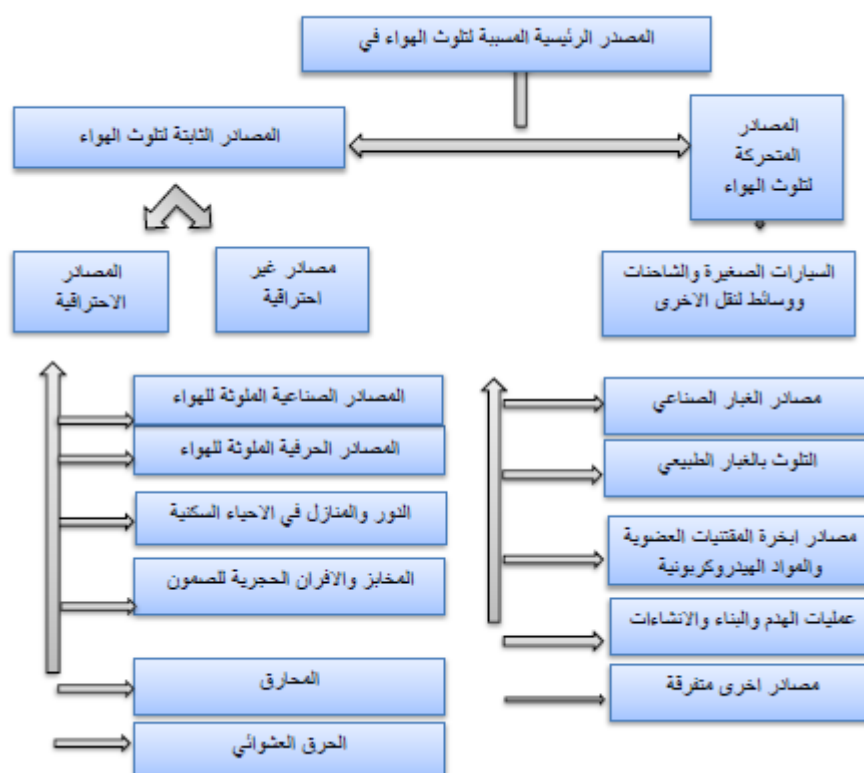 المصدر الرئيسية المسببة لتلوث الهواء في
المصادر
المتحركة
لتلوث الهواء
المصادر الثابتة لتلوث الهواء
السيارات الصغيرة والشاحنات
ووسائط لنقل الاخرى
مصادر غير
احتراقية
المصادر
الاحتراقية
مصادر الغبار الصناعي
التلوث بالغبار الطبيعي
مصادر ابخرة المقتنيات العضوية
والمواد الهيدروكربونية
عمليات الهدم والبناء والانشاءات
مصادر اخرى متفرقة
المصادر الصناعية الملوثة للهواء
المصادر الحرفية الملوثة للهواء
الدور والمنازل في الاحياء السكنية
المخابز والافران الحجرية للصمون
المحارق
الحرق العشوائي